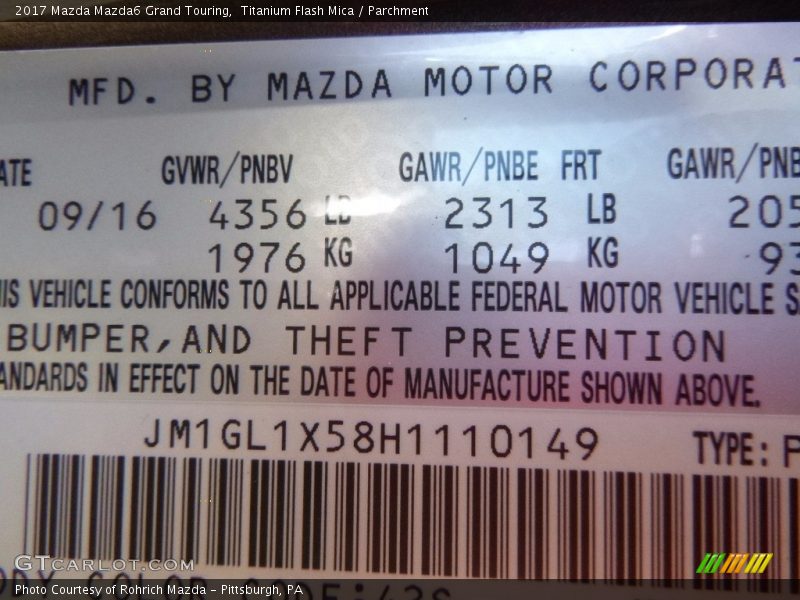 2017 Mazda Mazda6 Grand Touring,  Titanium Flash Mica / Parchment
MFD. BY MAZDA MOTOR CORPORAT
ATE GVWR/PNBV GAWR/PNBE FRT GAWR/PNB
09/16 4356 LB 2313 LB 205
1976 KG 1049 KG 93
IS VEHICLE CONFORMS TO ALL APPLICABLE FEDERAL MOTOR VEHICLE S
BUMPER,AND THEFT PREVENTION
ANDARDS IN EFFECT ON THE DATE OF MANUFACTURE SHOWN ABOVE.
JM1GL1X58H1110149 TYPE: P
GTCARLOT.COM
COLOR CODE:42S
Photo Courtesy of Rohrich Mazda - Pittsburgh, PA